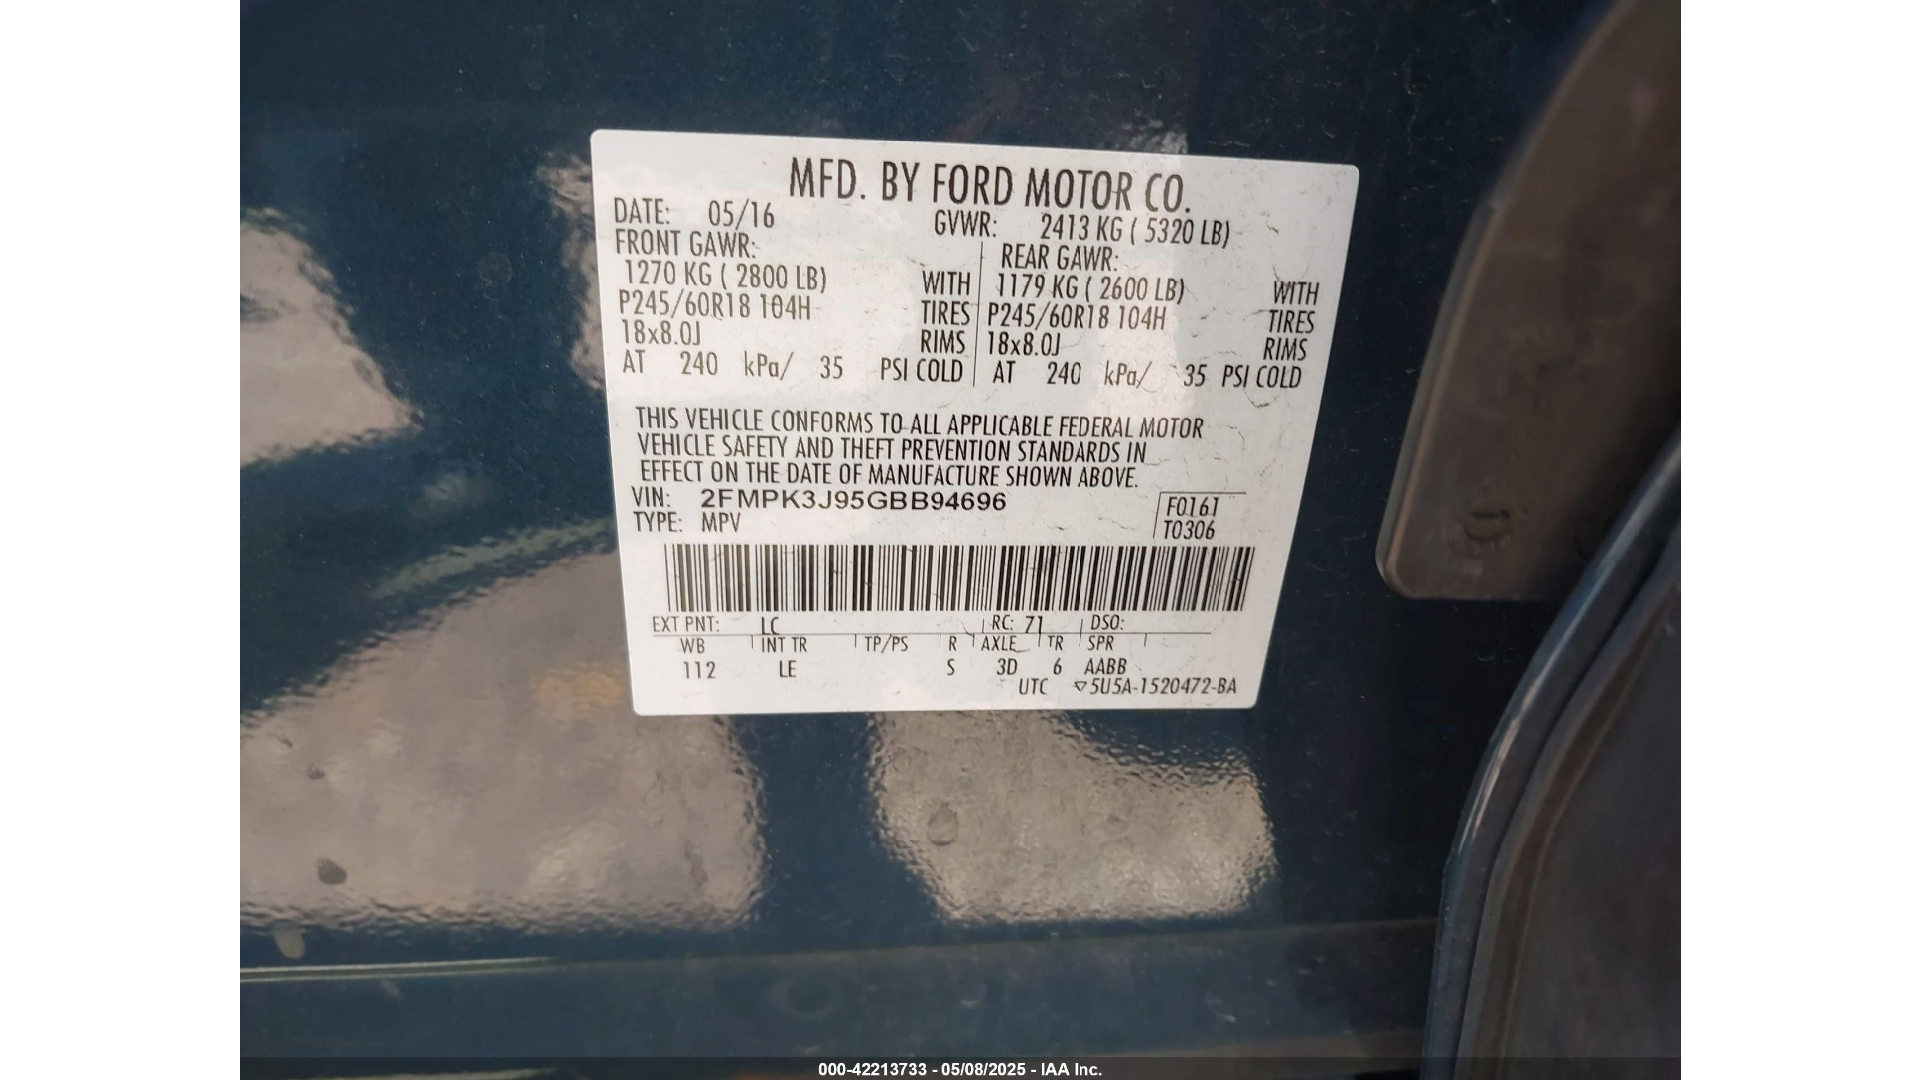 MFD. BY FORD MOTOR CO.
DATE: 05/16 GVWR: 2413 KG ( 5320 LB)
FRONT GAWR: REAR GAWR:
1270 KG ( 2800 LB) WITH 1179 KG ( 2600 LB) WITH
P245/60R18 104H TIRES P245/60R18 104H TIRES
18x8.0J RIMS 18x8.0J RIMS
AT 240 kPa/ 35 PSI COLD AT 240 kPa/ 35 PSI COLD
THIS VEHICLE CONFORMS TO ALL APPLICABLE FEDERAL MOTOR
VEHICLE SAFETY AND THEFT PREVENTION STANDARDS IN
EFFECT ON THE DATE OF MANUFACTURE SHOWN ABOVE.
VIN: 2FMPK3J95GBB94696 F0161
TYPE: MPV T0306
EXT PNT: LC RC: 71 DSO:
WB INT TR TP/PS R AXLE TR SPR
112 LE S 3D 6 AABB
UTC ▽5U5A-1520472-BA
000-42213733 - 05/08/2025 - IAA Inc.